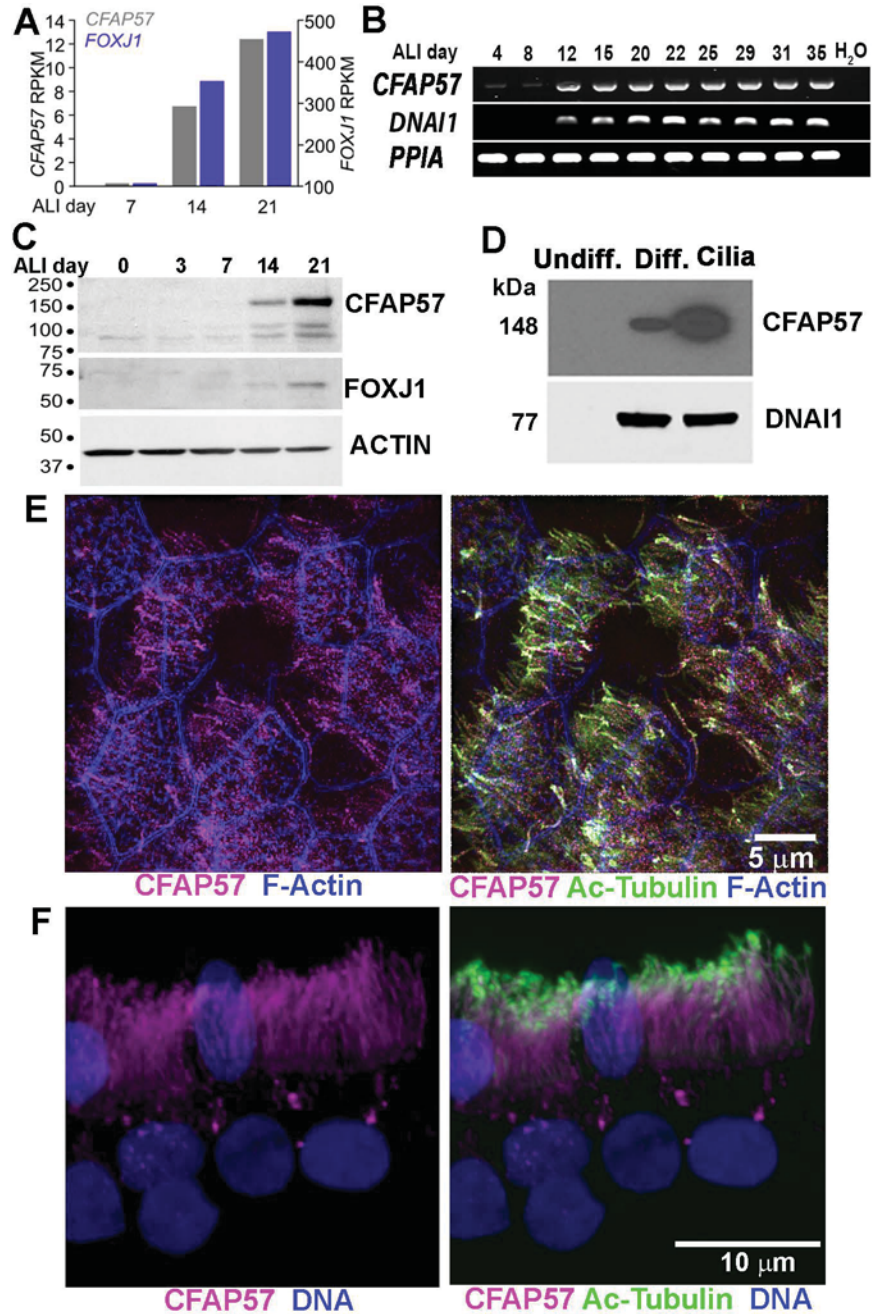 A
CFAP57
FOXJ1
14
12
10
8
6
4
2
0
CFAP57 RPKM
500
400
300
200
100
FOXJ1 RPKM
ALI day 7 14 21
B
ALI day 4 8 12 15 20 22 25 29 31 35 H₂O
CFAP57
DNAI1
PPIA
C
ALI day 0 3 7 14 21
250
150
100
75
CFAP57
75
50
FOXJ1
50
37
ACTIN
D
Undiff. Diff. Cilia
kDa
148
CFAP57
77
DNAI1
E
5 µm
CFAP57 F-Actin
CFAP57 Ac-Tubulin F-Actin
F
10 µm
CFAP57 DNA
CFAP57 Ac-Tubulin DNA